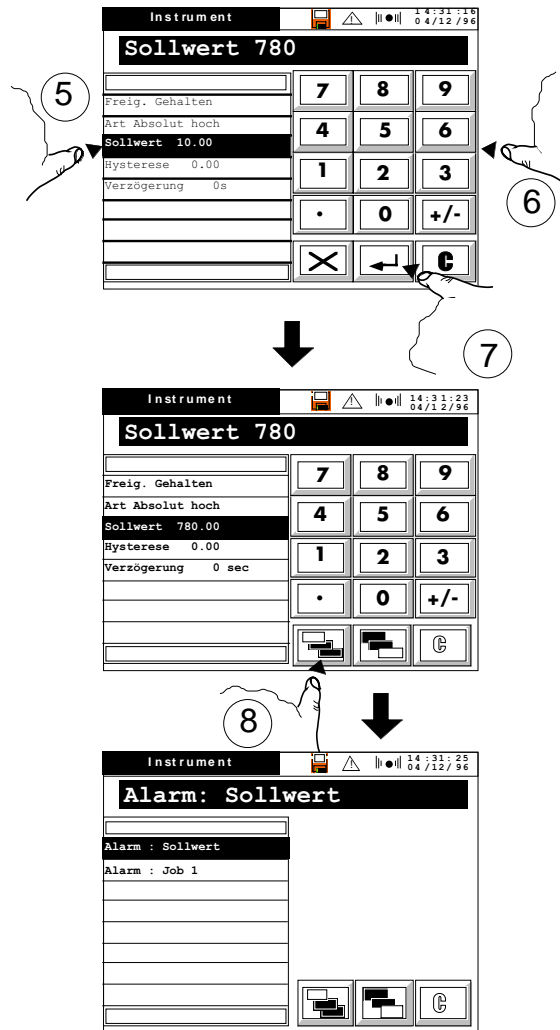 Instrument
14:31:16
04/12/96
Sollwert 780
5
Freig. Gehalten
Art Absolut hoch
Sollwert 10.00
Hysterese 0.00
Verzögerung 0s
7 8 9
4 5 6
1 2 3
. 0 +/-
C
6
7
Instrument
14:31:23
04/12/96
Sollwert 780
Freig. Gehalten
Art Absolut hoch
Sollwert 780.00
Hysterese 0.00
Verzögerung 0 sec
7 8 9
4 5 6
1 2 3
. 0 +/-
C
8
Instrument
14:31:25
04/12/96
Alarm: Sollwert
Alarm : Sollwert
Alarm : Job 1
C